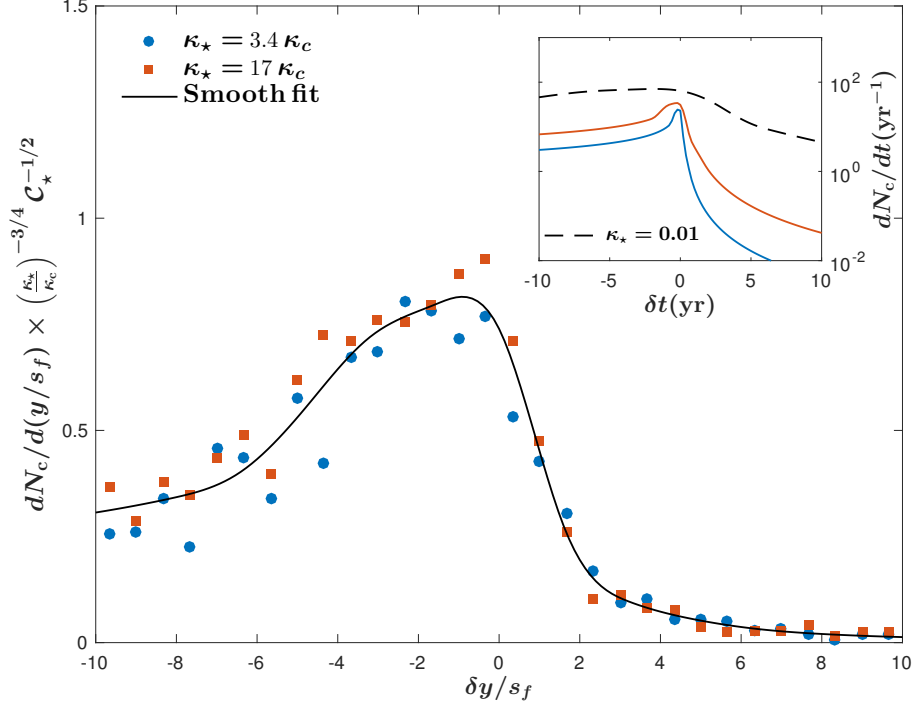 κ⋆ = 3.4 κc
κ⋆ = 17 κc
Smooth fit
dNc/d(y/sf) × (κ⋆/κc)^−3/4 C⋆^−1/2
1.5
1
0.5
0
-10
-8
-6
-4
-2
0
2
4
6
8
10
δy/sf
κ⋆ = 0.01
-10
-5
0
5
10
δt(yr)
10^2
10^0
10^-2
dNc/dt(yr^−1)